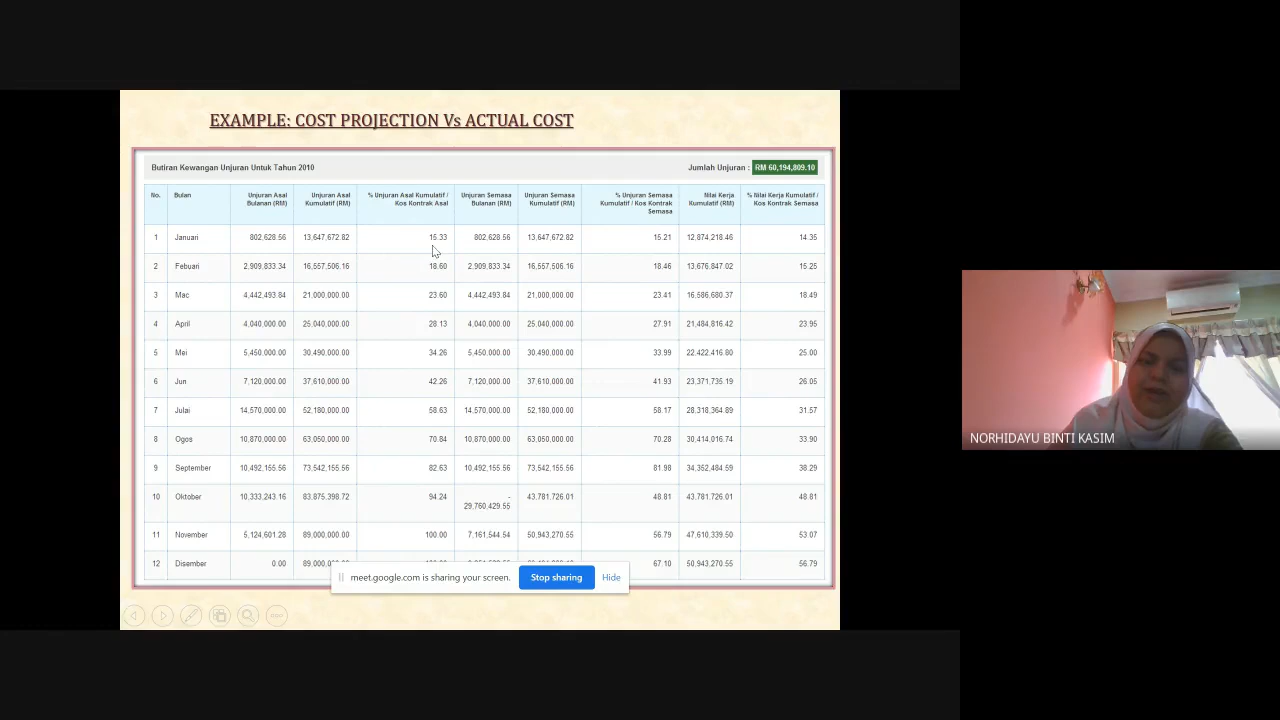 EXAMPLE: COST PROJECTION Vs ACTUAL COST
Butiran Kewangan Unjuran Untuk Tahun 2010 Jumlah Unjuran : RM 60,194,809.10
No. Bulan Unjuran Asal Bulanan (RM) Unjuran Asal Kumulatif (RM) % Unjuran Asal Kumulatif / Kos Kontrak Asal Unjuran Semasa Bulanan (RM) Unjuran Semasa Kumulatif (RM) % Unjuran Semasa Kumulatif / Kos Kontrak Semasa Nilai Kerja Kumulatif (RM) % Nilai Kerja Kumulatif / Kos Kontrak Semasa
1 Januari 802,628.56 13,647,672.82 15.33 802,628.56 13,647,672.82 15.21 12,874,218.46 14.35
2 Febuari 2,909,833.34 16,557,506.16 18.60 2,909,833.34 16,557,506.16 18.46 13,676,847.02 15.25
3 Mac 4,442,493.84 21,000,000.00 23.60 4,442,493.84 21,000,000.00 23.41 16,586,680.37 18.49
4 April 4,040,000.00 25,040,000.00 28.13 4,040,000.00 25,040,000.00 27.91 21,484,816.42 23.95
5 Mei 5,450,000.00 30,490,000.00 34.26 5,450,000.00 30,490,000.00 33.99 22,422,416.80 25.00
6 Jun 7,120,000.00 37,610,000.00 42.26 7,120,000.00 37,610,000.00 41.93 23,371,735.19 26.05
7 Julai 14,570,000.00 52,180,000.00 58.63 14,570,000.00 52,180,000.00 58.17 28,318,364.89 31.57
8 Ogos 10,870,000.00 63,050,000.00 70.84 10,870,000.00 63,050,000.00 70.28 30,414,016.74 33.90
9 September 10,492,155.56 73,542,155.56 82.63 10,492,155.56 73,542,155.56 81.98 34,352,484.59 38.29
10 Oktober 10,333,243.16 83,875,398.72 94.24 -29,760,429.55 43,781,726.01 48.81 43,781,726.01 48.81
11 November 5,124,601.28 89,000,000.00 100.00 7,161,544.54 50,943,270.55 56.79 47,610,339.50 53.07
12 Disember 0.00 89,000,000.00 67.10 50,943,270.55 56.79
meet.google.com is sharing your screen. Stop sharing Hide
NORHIDAYU BINTI KASIM